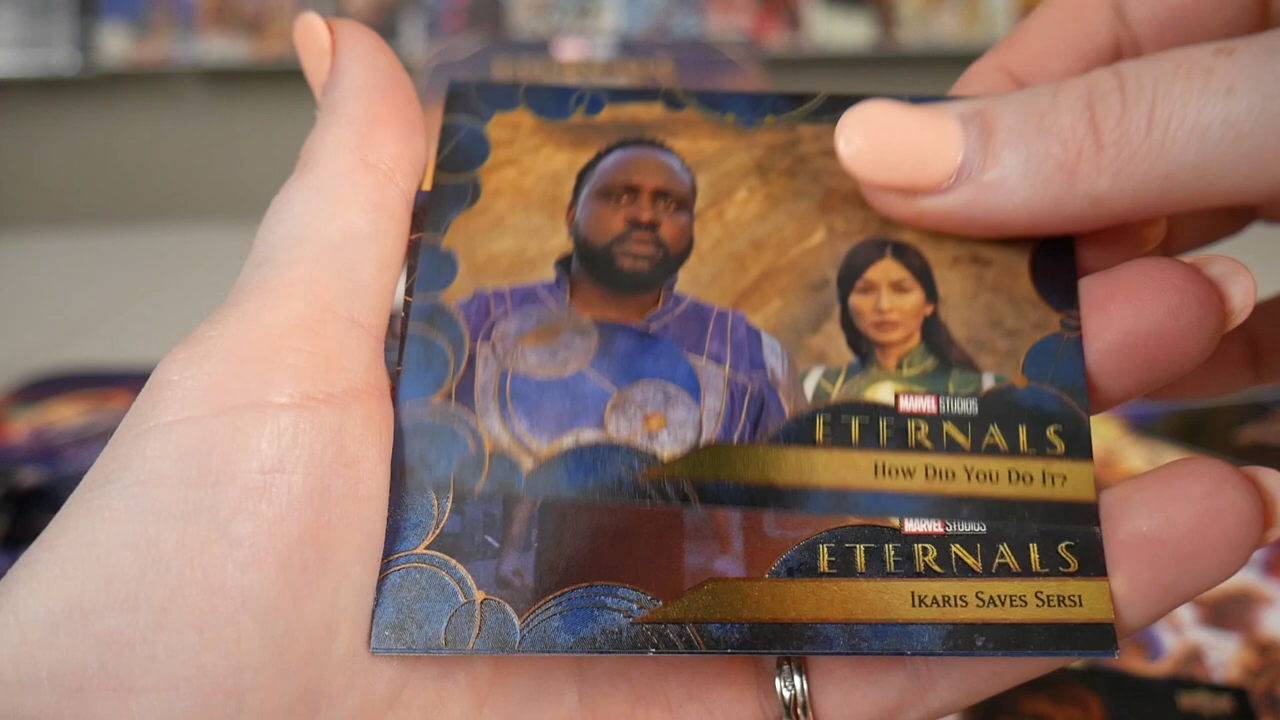 MARVEL STUDIOS
ETERNALS
How Did You Do It?
MARVEL STUDIOS
ETERNALS
Ikaris Saves Sersi